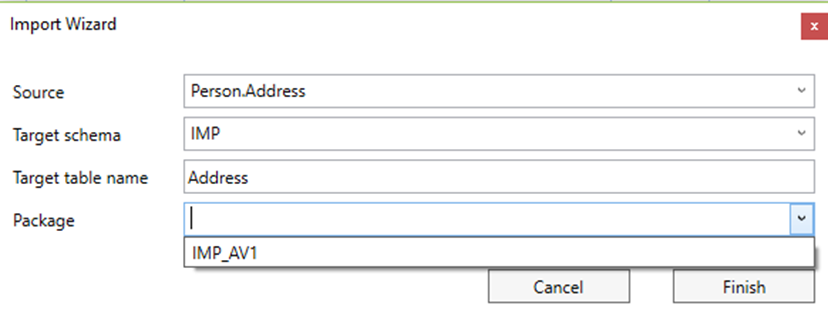 Import Wizard
x
Source Person.Address
Target schema IMP
Target table name Address
Package
IMP_AV1
Cancel Finish